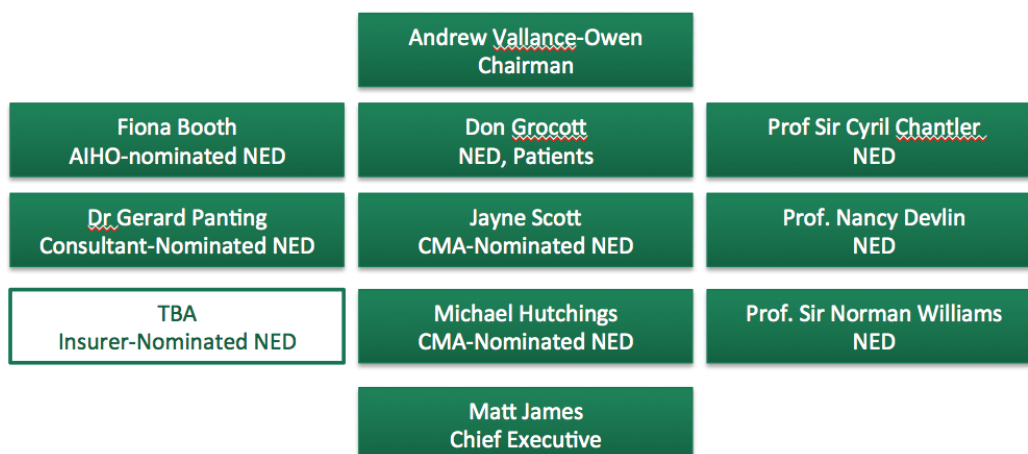 Andrew Vallance-Owen
Chairman
Fiona Booth
AIHO-nominated NED
Don Grocott
NED, Patients
Prof Sir Cyril Chantler
NED
Dr Gerard Panting
Consultant-Nominated NED
Jayne Scott
CMA-Nominated NED
Prof. Nancy Devlin
NED
TBA
Insurer-Nominated NED
Michael Hutchings
CMA-Nominated NED
Prof. Sir Norman Williams
NED
Matt James
Chief Executive